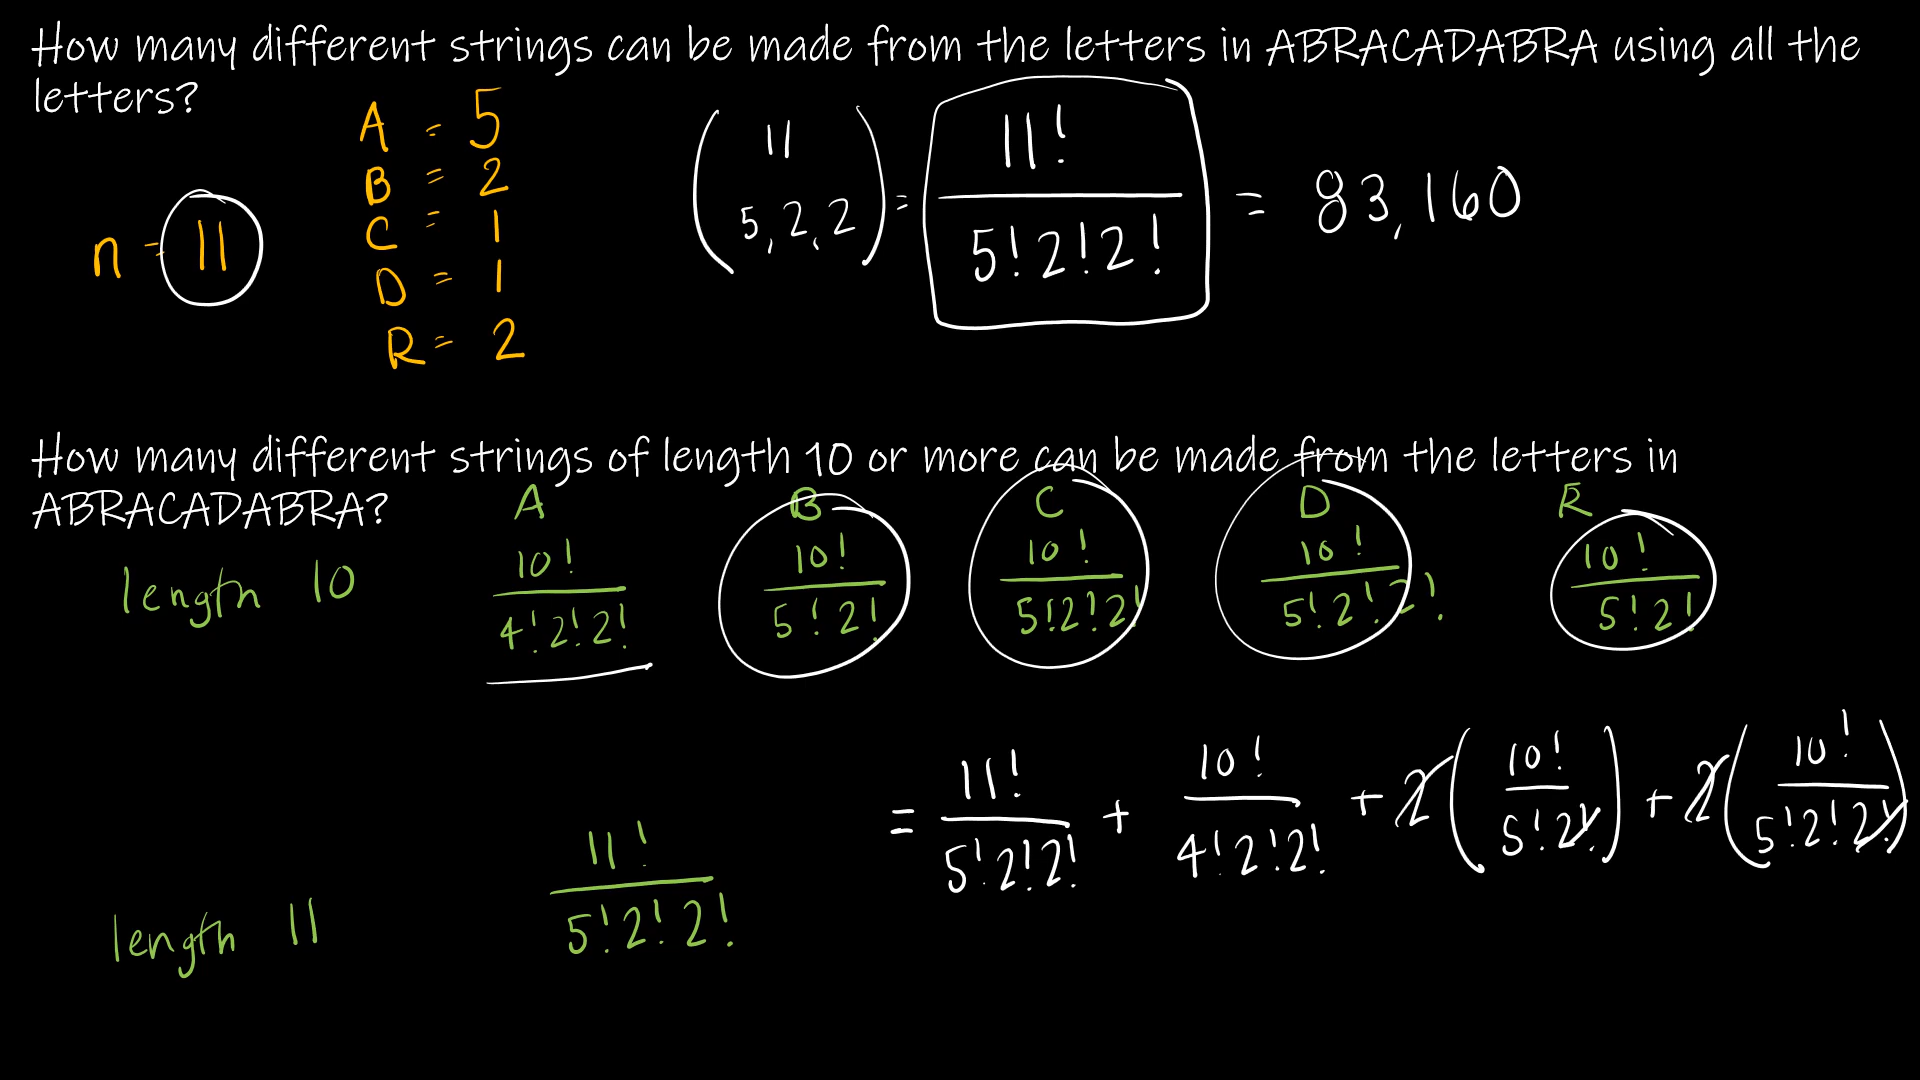 How many different strings can be made from the letters in ABRACADABRA using all the
letters?
n = 11
A = 5
B = 2
C = 1
D = 1
R = 2
(11 5, 2, 2) = 11! / 5!2!2! = 83,160
How many different strings of length 10 or more can be made from the letters in
ABRACADABRA?
A B C D R
length 10 10! / 4!2!2! 10! / 5!2! 10! / 5!2!2! 10! / 5!2!2! 10! / 5!2!
= 11! / 5!2!2! + 10! / 4!2!2! + 2(10! / 5!2!) + 2(10! / 5!2!2!)
length 11 11! / 5!2!2!